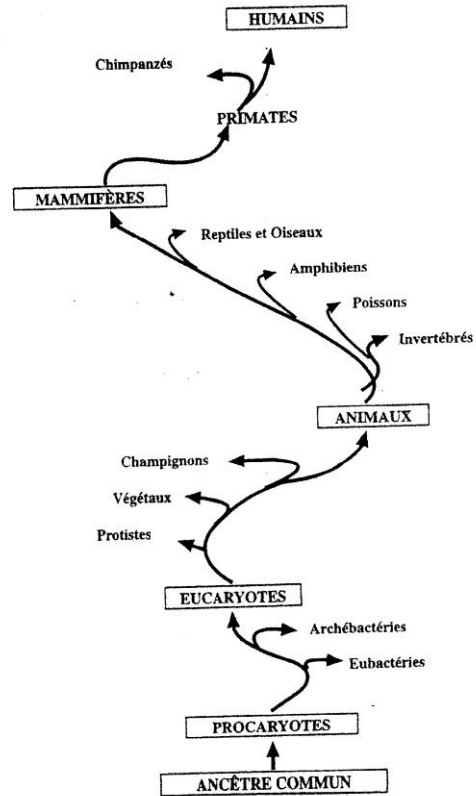 HUMAINS
Chimpanzés
PRIMATES
MAMMIFÈRES
Reptiles et Oiseaux
Amphibiens
Poissons
Invertébrés
ANIMAUX
Champignons
Végétaux
Protistes
EUCARYOTES
Archébactéries
Eubactéries
PROCARYOTES
ANCÊTRE COMMUN